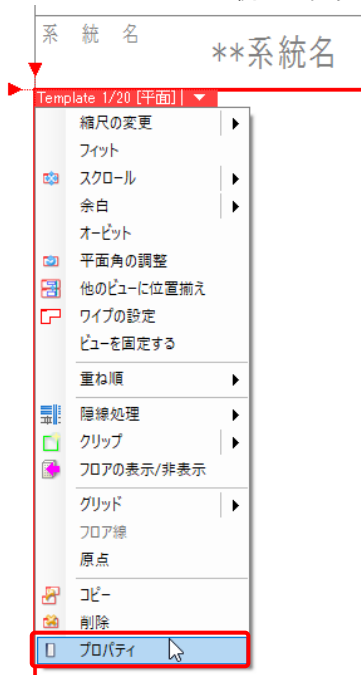 系 統 名
**系統名
Template 1/20 [平面]
縮尺の変更
フィット
スクロール
余白
オービット
平面角の調整
他のビューに位置揃え
ワイプの設定
ビューを固定する
重ね順
隠線処理
クリップ
フロアの表示/非表示
グリッド
フロア線
原点
コピー
削除
プロパティ